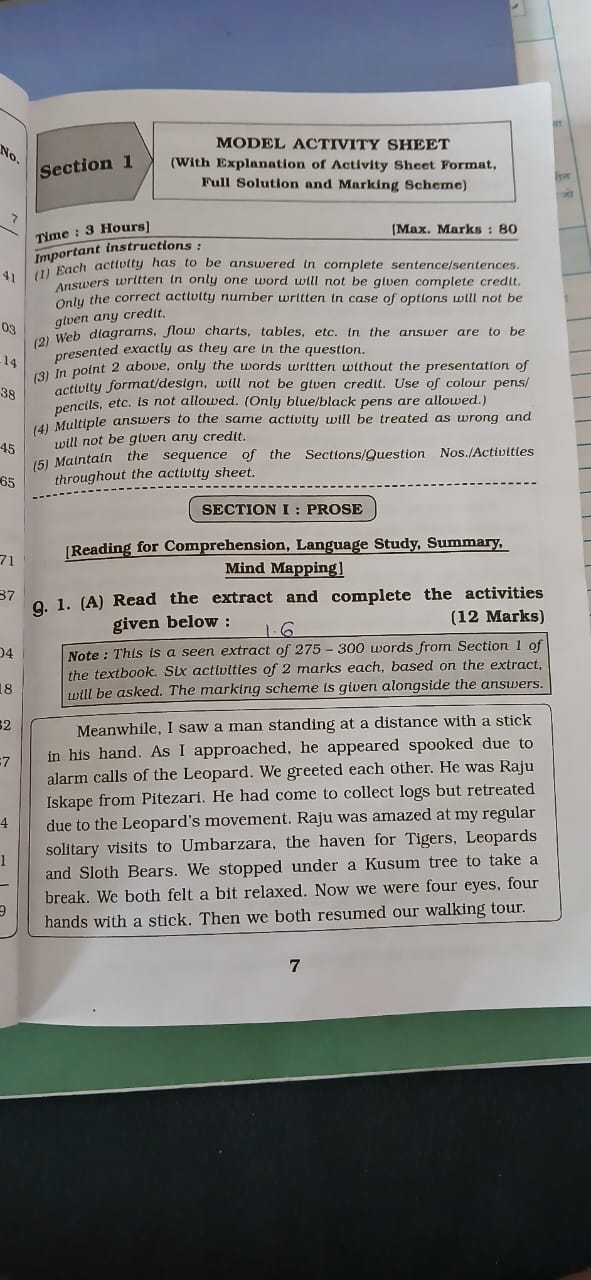 Section 1
MODEL ACTIVITY SHEET
(With Explanation of Activity Sheet Format,
Full Solution and Marking Scheme)
Time : 3 Hours]
[Max. Marks : 80
Important instructions :
(1) Each activity has to be answered in complete sentence/sentences.
Answers written in only one word will not be given complete credit.
Only the correct activity number written in case of options will not be
given any credit.
(2) Web diagrams, flow charts, tables, etc. in the answer are to be
presented exactly as they are in the question.
(3) In point 2 above, only the words written without the presentation of
activity format/design, will not be given credit. Use of colour pens/
pencils, etc. is not allowed. (Only blue/black pens are allowed.)
(4) Multiple answers to the same activity will be treated as wrong and
will not be given any credit.
(5) Maintain the sequence of the Sections/Question Nos./Activities
throughout the activity sheet.
SECTION I : PROSE
[Reading for Comprehension, Language Study, Summary,
Mind Mapping]
Q. 1. (A) Read the extract and complete the activities
given below :
(12 Marks)
1.6
Note : This is a seen extract of 275 – 300 words from Section 1 of
the textbook. Six activities of 2 marks each, based on the extract,
will be asked. The marking scheme is given alongside the answers.
Meanwhile, I saw a man standing at a distance with a stick
in his hand. As I approached, he appeared spooked due to
alarm calls of the Leopard. We greeted each other. He was Raju
Iskape from Pitezari. He had come to collect logs but retreated
due to the Leopard's movement. Raju was amazed at my regular
solitary visits to Umbarzara, the haven for Tigers, Leopards
and Sloth Bears. We stopped under a Kusum tree to take a
break. We both felt a bit relaxed. Now we were four eyes, four
hands with a stick. Then we both resumed our walking tour.
7
No.
7
41
03
14
38
45
65
71
87
04
18
32